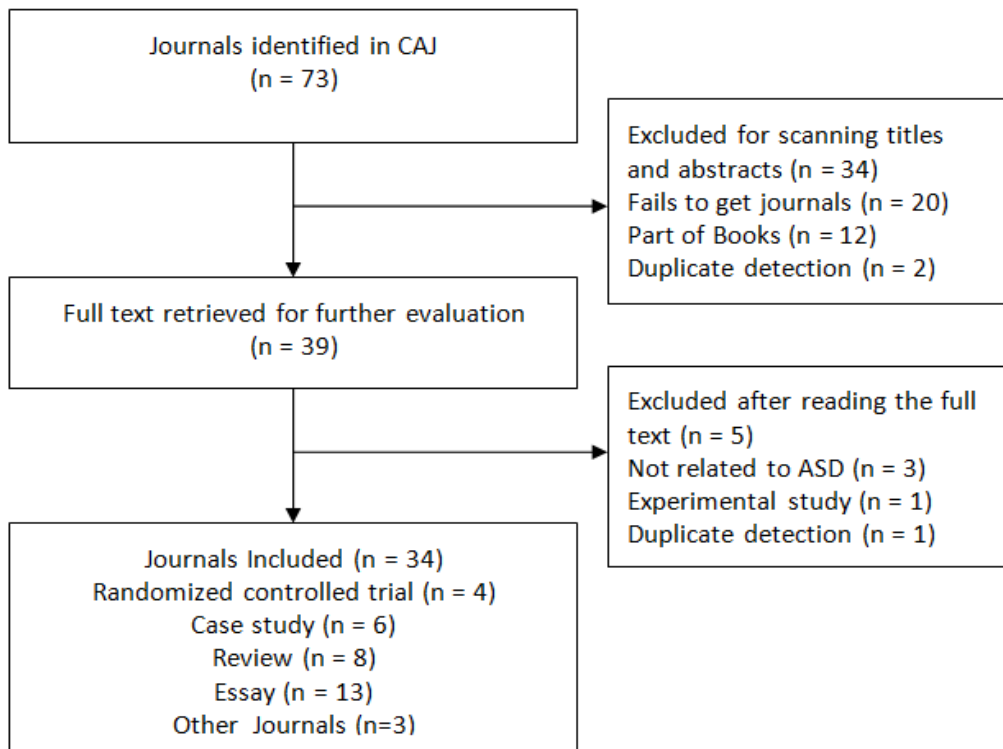 Journals identified in CAJ
(n = 73)
Excluded for scanning titles
and abstracts (n = 34)
Fails to get journals (n = 20)
Part of Books (n = 12)
Duplicate detection (n = 2)
Full text retrieved for further evaluation
(n = 39)
Excluded after reading the full
text (n = 5)
Not related to ASD (n = 3)
Experimental study (n = 1)
Duplicate detection (n = 1)
Journals Included (n = 34)
Randomized controlled trial (n = 4)
Case study (n = 6)
Review (n = 8)
Essay (n = 13)
Other Journals (n=3)